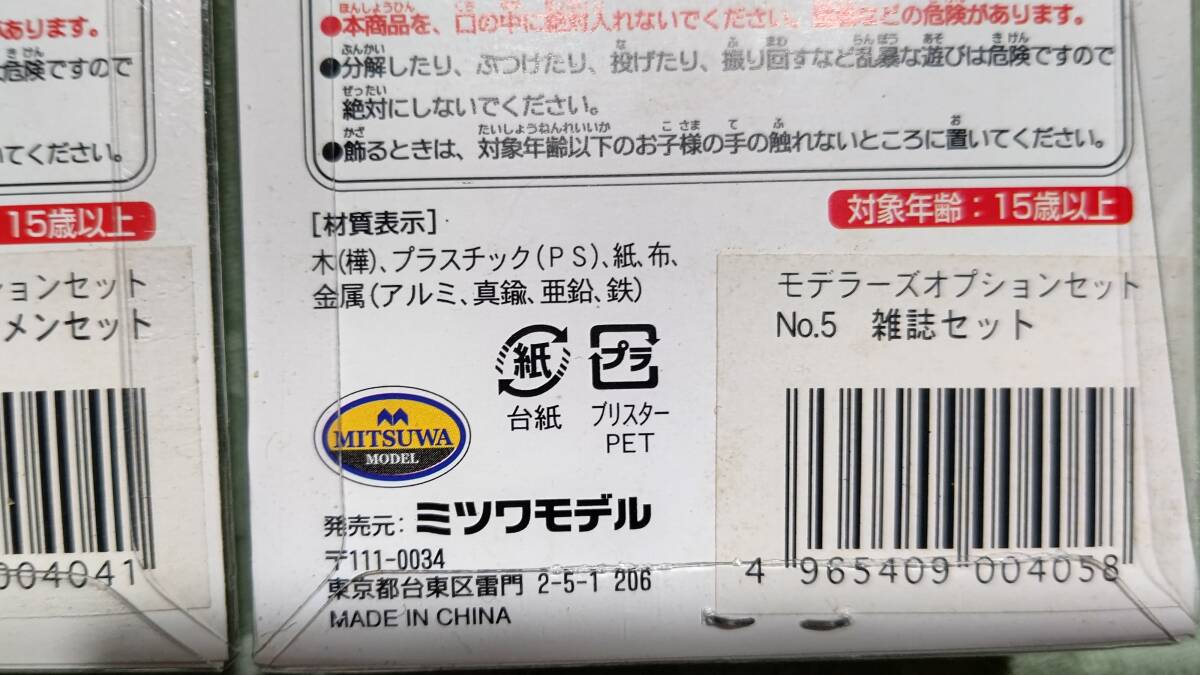 あります。
危険ですので
てください。
15歳以上
ョンセット
メンセット
004041
●本商品を、口の中に絶対入れないでください。窒息などの危険があります。
●分解したり、ぶつけたり、投げたり、振り回すなど乱暴な遊びは危険ですので
絶対にしないでください。
●飾るときは、対象年齢以下のお子様の手の触れないところに置いてください。
対象年齢：15歳以上
[材質表示]
木(樺)、プラスチック(PS)、紙、布、
金属(アルミ、真鍮、亜鉛、鉄)
紙
台紙
プラ
ブリスター
PET
MITSUWA
MODEL
発売元：ミツワモデル
〒111-0034
東京都台東区雷門 2-5-1 206
MADE IN CHINA
モデラーズオプションセット
No.5 雑誌セット
4 965409 004058